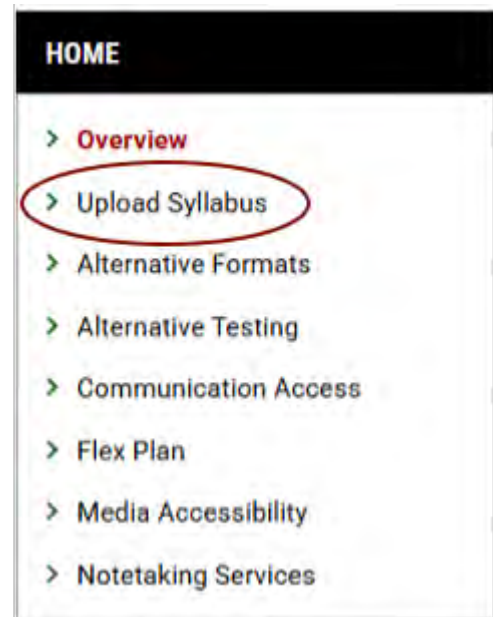 HOME
Overview
Upload Syllabus
Alternative Formats
Alternative Testing
Communication Access
Flex Plan
Media Accessibility
Notetaking Services